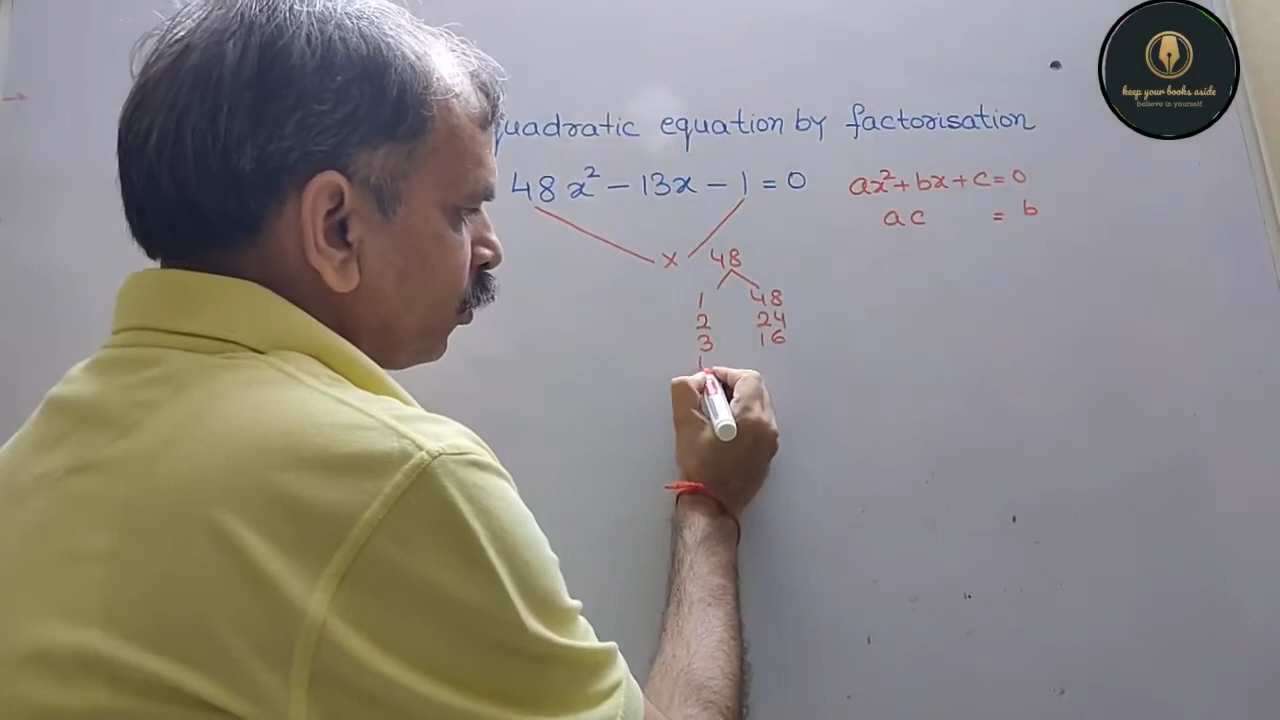 quadratic equation by factorisation
48x² - 13x - 1 = 0
ax² + bx + c = 0
ac = b
× 48
1 48
2 24
3 16
keep your books aside
believe in yourself